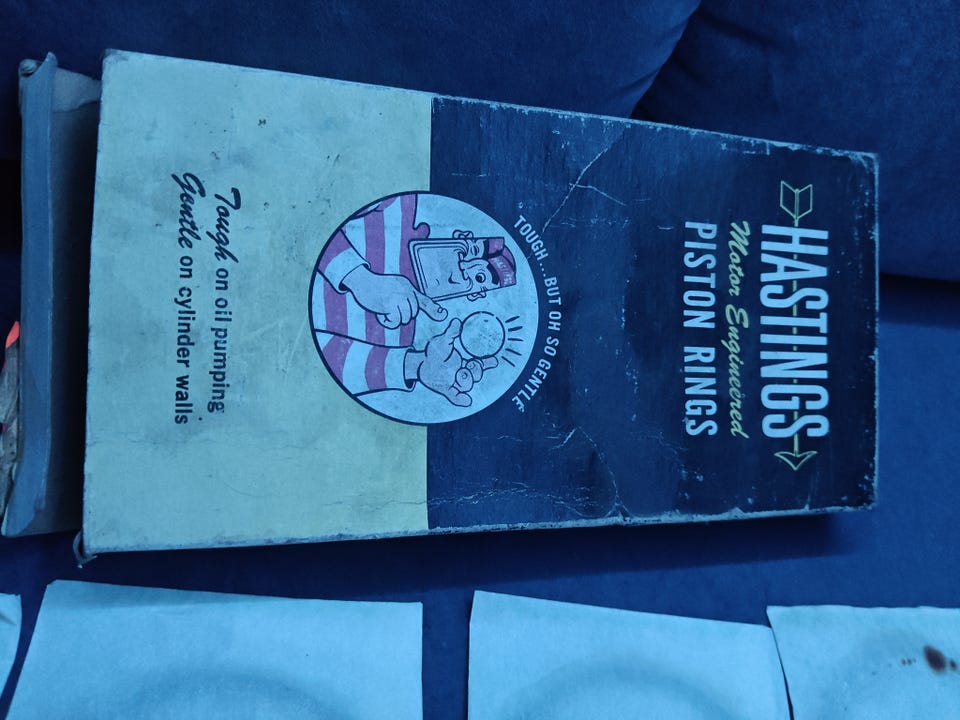 HASTINGS
Motor Engineered
PISTON RINGS
TOUGH...BUT OH SO GENTLE
Tough on oil pumping
Gentle on cylinder walls